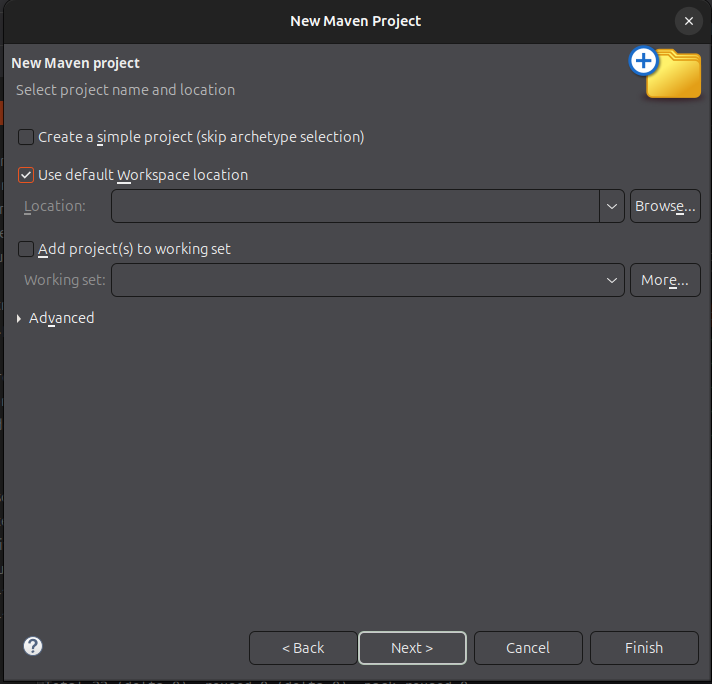 New Maven Project
New Maven project
Select project name and location
Create a simple project (skip archetype selection)
Use default Workspace location
Location:
Browse...
Add project(s) to working set
Working set:
More...
Advanced
< Back
Next >
Cancel
Finish